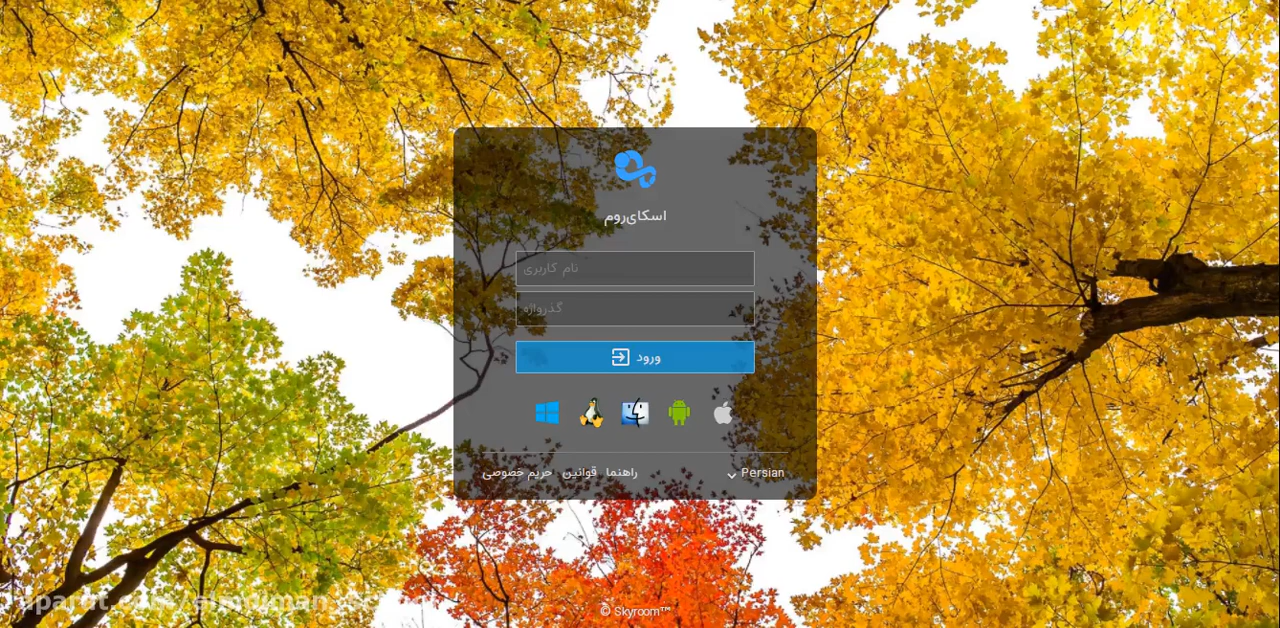 اسکای‌روم
نام کاربری
گذرواژه
ورود
Persian
راهنما قوانین حریم خصوصی
© Skyroom™